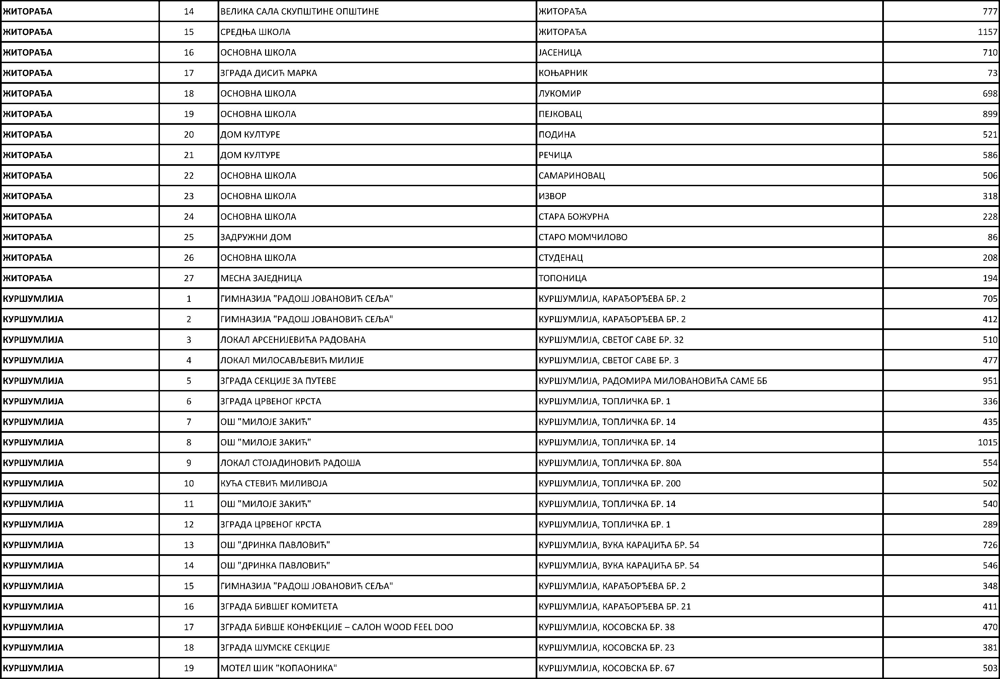 ЖИТОРАЂА 14 ВЕЛИКА САЛА СКУПШТИНЕ ОПШТИНЕ ЖИТОРАЂА 777
ЖИТОРАЂА 15 СРЕДЊА ШКОЛА ЖИТОРАЂА 1157
ЖИТОРАЂА 16 ОСНОВНА ШКОЛА ЈАСЕНИЦА 710
ЖИТОРАЂА 17 ЗГРАДА ДИСИЋ МАРКА КОЊАРНИК 73
ЖИТОРАЂА 18 ОСНОВНА ШКОЛА ЛУКОМИР 698
ЖИТОРАЂА 19 ОСНОВНА ШКОЛА ПЕЈКОВАЦ 899
ЖИТОРАЂА 20 ДОМ КУЛТУРЕ ПОДИНА 521
ЖИТОРАЂА 21 ДОМ КУЛТУРЕ РЕЧИЦА 586
ЖИТОРАЂА 22 ОСНОВНА ШКОЛА САМАРИНОВАЦ 506
ЖИТОРАЂА 23 ОСНОВНА ШКОЛА ИЗВОР 318
ЖИТОРАЂА 24 ОСНОВНА ШКОЛА СТАРА БОЖУРНА 228
ЖИТОРАЂА 25 ЗАДРУЖНИ ДОМ СТАРО МОМЧИЛОВО 86
ЖИТОРАЂА 26 ОСНОВНА ШКОЛА СТУДЕНАЦ 208
ЖИТОРАЂА 27 МЕСНА ЗАЈЕДНИЦА ТОПОНИЦА 194
КУРШУМЛИЈА 1 ГИМНАЗИЈА "РАДОШ ЈОВАНОВИЋ СЕЉА" КУРШУМЛИЈА, КАРАЂОРЂЕВА БР. 2 705
КУРШУМЛИЈА 2 ГИМНАЗИЈА "РАДОШ ЈОВАНОВИЋ СЕЉА" КУРШУМЛИЈА, КАРАЂОРЂЕВА БР. 2 412
КУРШУМЛИЈА 3 ЛОКАЛ АРСЕНИЈЕВИЋА РАДОВАНА КУРШУМЛИЈА, СВЕТОГ САВЕ БР. 32 510
КУРШУМЛИЈА 4 ЛОКАЛ МИЛОСАВЉЕВИЋ МИЛИЈЕ КУРШУМЛИЈА, СВЕТОГ САВЕ БР. 3 477
КУРШУМЛИЈА 5 ЗГРАДА СЕКЦИЈЕ ЗА ПУТЕВЕ КУРШУМЛИЈА, РАДОМИРА МИЛОВАНОВИЋА САМЕ ББ 951
КУРШУМЛИЈА 6 ЗГРАДА ЦРВЕНОГ КРСТА КУРШУМЛИЈА, ТОПЛИЧКА БР. 1 336
КУРШУМЛИЈА 7 ОШ "МИЛОЈЕ ЗАКИЋ" КУРШУМЛИЈА, ТОПЛИЧКА БР. 14 435
КУРШУМЛИЈА 8 ОШ "МИЛОЈЕ ЗАКИЋ" КУРШУМЛИЈА, ТОПЛИЧКА БР. 14 1015
КУРШУМЛИЈА 9 ЛОКАЛ СТОЈАДИНОВИЋ РАДОША КУРШУМЛИЈА, ТОПЛИЧКА БР. 80А 554
КУРШУМЛИЈА 10 КУЋА СТЕВИЋ МИЛИВОЈА КУРШУМЛИЈА, ТОПЛИЧКА БР. 200 502
КУРШУМЛИЈА 11 ОШ "МИЛОЈЕ ЗАКИЋ" КУРШУМЛИЈА, ТОПЛИЧКА БР. 14 540
КУРШУМЛИЈА 12 ЗГРАДА ЦРВЕНОГ КРСТА КУРШУМЛИЈА, ТОПЛИЧКА БР. 1 289
КУРШУМЛИЈА 13 ОШ "ДРИНКА ПАВЛОВИЋ" КУРШУМЛИЈА, ВУКА КАРАЏИЋА БР. 54 726
КУРШУМЛИЈА 14 ОШ "ДРИНКА ПАВЛОВИЋ" КУРШУМЛИЈА, ВУКА КАРАЏИЋА БР. 54 546
КУРШУМЛИЈА 15 ГИМНАЗИЈА "РАДОШ ЈОВАНОВИЋ СЕЉА" КУРШУМЛИЈА, КАРАЂОРЂЕВА БР. 2 348
КУРШУМЛИЈА 16 ЗГРАДА БИВШЕГ КОМИТЕТА КУРШУМЛИЈА, КАРАЂОРЂЕВА БР. 21 411
КУРШУМЛИЈА 17 ЗГРАДА БИВШЕ КОНФЕКЦИЈЕ – САЛОН WOOD FEEL DOO КУРШУМЛИЈА, КОСОВСКА БР. 38 470
КУРШУМЛИЈА 18 ЗГРАДА ШУМСКЕ СЕКЦИЈЕ КУРШУМЛИЈА, КОСОВСКА БР. 23 381
КУРШУМЛИЈА 19 МОТЕЛ ШИК "КОПАОНИКА" КУРШУМЛИЈА, КОСОВСКА БР. 67 503